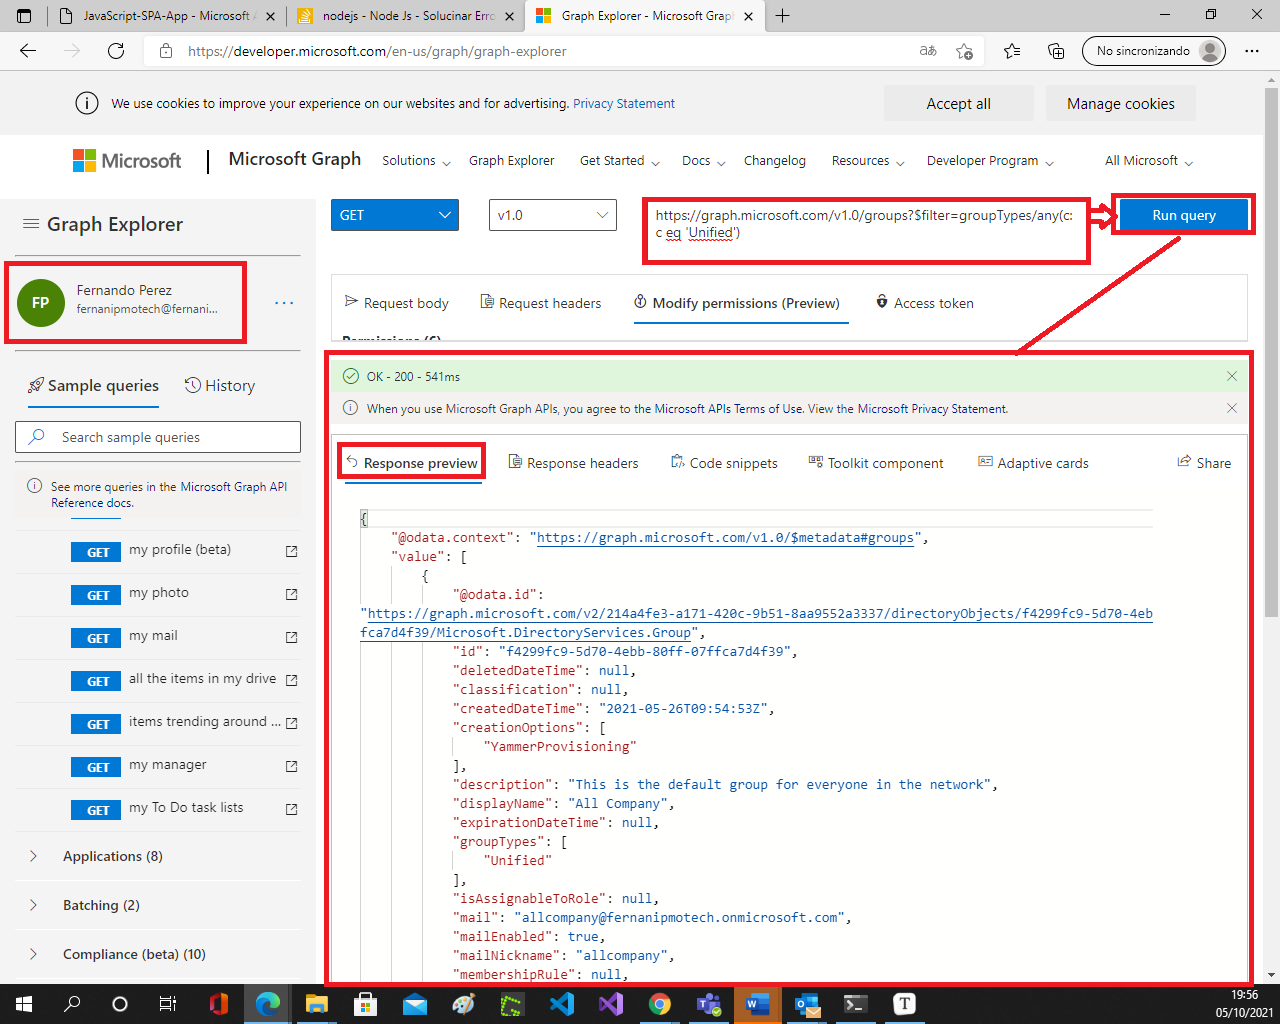 JavaScript-SPA-App - Microsoft A
nodejs - Node Js - Solucinar Erro
Graph Explorer - Microsoft Grap
https://developer.microsoft.com/en-us/graph/graph-explorer
aあ
No sincronizando
We use cookies to improve your experience on our websites and for advertising. Privacy Statement
Accept all
Manage cookies
Microsoft
Microsoft Graph
Solutions
Graph Explorer
Get Started
Docs
Changelog
Resources
Developer Program
All Microsoft
Graph Explorer
GET
v1.0
https://graph.microsoft.com/v1.0/groups?$filter=groupTypes/any(c:
c eq 'Unified')
Run query
FP
Fernando Perez
fernanipmotech@fernani...
Request body
Request headers
Modify permissions (Preview)
Access token
Permissions (6)
Sample queries
History
Search sample queries
See more queries in the Microsoft Graph API
Reference docs.
GET my profile (beta)
GET my photo
GET my mail
GET all the items in my drive
GET items trending around ...
GET my manager
GET my To Do task lists
Applications (8)
Batching (2)
Compliance (beta) (10)
OK - 200 - 541ms
When you use Microsoft Graph APIs, you agree to the Microsoft APIs Terms of Use. View the Microsoft Privacy Statement.
Response preview
Response headers
Code snippets
Toolkit component
Adaptive cards
Share
{
"@odata.context": "https://graph.microsoft.com/v1.0/$metadata#groups",
"value": [
{
"@odata.id":
"https://graph.microsoft.com/v2/214a4fe3-a171-420c-9b51-8aa9552a3337/directoryObjects/f4299fc9-5d70-4eb
fca7d4f39/Microsoft.DirectoryServices.Group",
"id": "f4299fc9-5d70-4ebb-80ff-07ffca7d4f39",
"deletedDateTime": null,
"classification": null,
"createdDateTime": "2021-05-26T09:54:53Z",
"creationOptions": [
"YammerProvisioning"
],
"description": "This is the default group for everyone in the network",
"displayName": "All Company",
"expirationDateTime": null,
"groupTypes": [
"Unified"
],
"isAssignableToRole": null,
"mail": "allcompany@fernanipmotech.onmicrosoft.com",
"mailEnabled": true,
"mailNickname": "allcompany",
"membershipRule": null,
19:56
05/10/2021